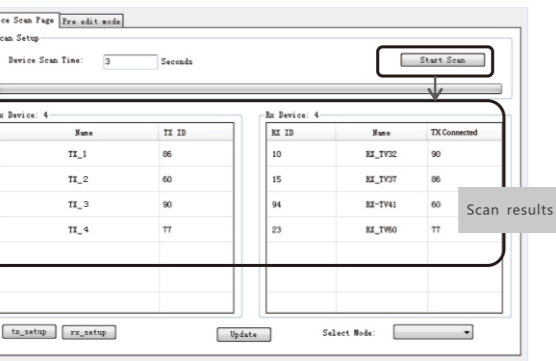 ce Scan Page Pre edit mode
can Setup
Device Scan Time: 3 Seconds Start Scan
x Device: 4 Rx Device: 4
Name TX ID RX ID Name TX Connected
TX_1 86 10 RX_TV32 90
TX_2 60 15 RX_TV37 86
TX_3 90 94 RX-TV41 60
Scan results
TX_4 77 23 RX_TV60 77
tx_setup rx_setup Update Select Mode: